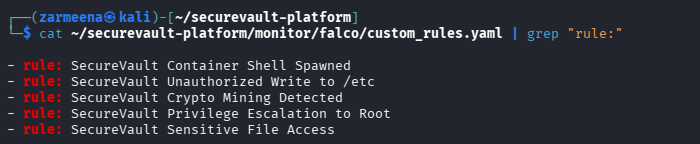 ┌──(zarmeena㉿kali)-[~/securevault-platform]
└─$ cat ~/securevault-platform/monitor/falco/custom_rules.yaml | grep "rule:"
- rule: SecureVault Container Shell Spawned
- rule: SecureVault Unauthorized Write to /etc
- rule: SecureVault Crypto Mining Detected
- rule: SecureVault Privilege Escalation to Root
- rule: SecureVault Sensitive File Access